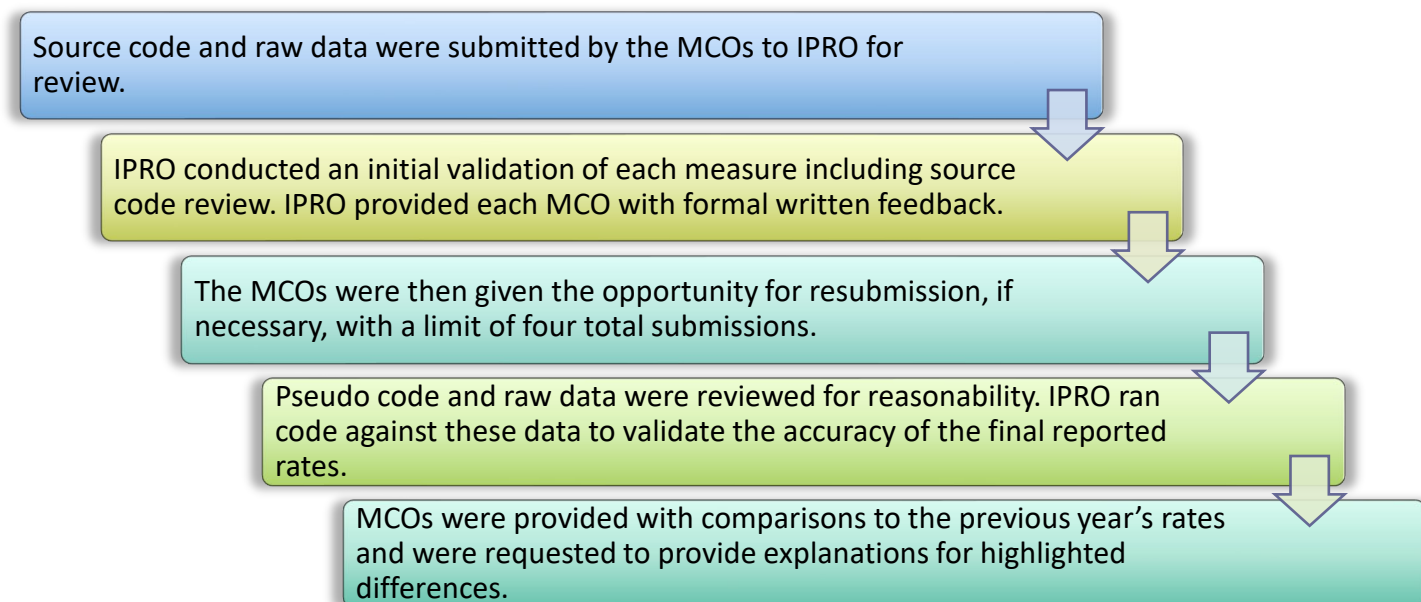 Source code and raw data were submitted by the MCOs to IPRO for
review.
IPRO conducted an initial validation of each measure including source
code review. IPRO provided each MCO with formal written feedback.
The MCOs were then given the opportunity for resubmission, if
necessary, with a limit of four total submissions.
Pseudo code and raw data were reviewed for reasonability. IPRO ran
code against these data to validate the accuracy of the final reported
rates.
MCOs were provided with comparisons to the previous year’s rates
and were requested to provide explanations for highlighted
differences.